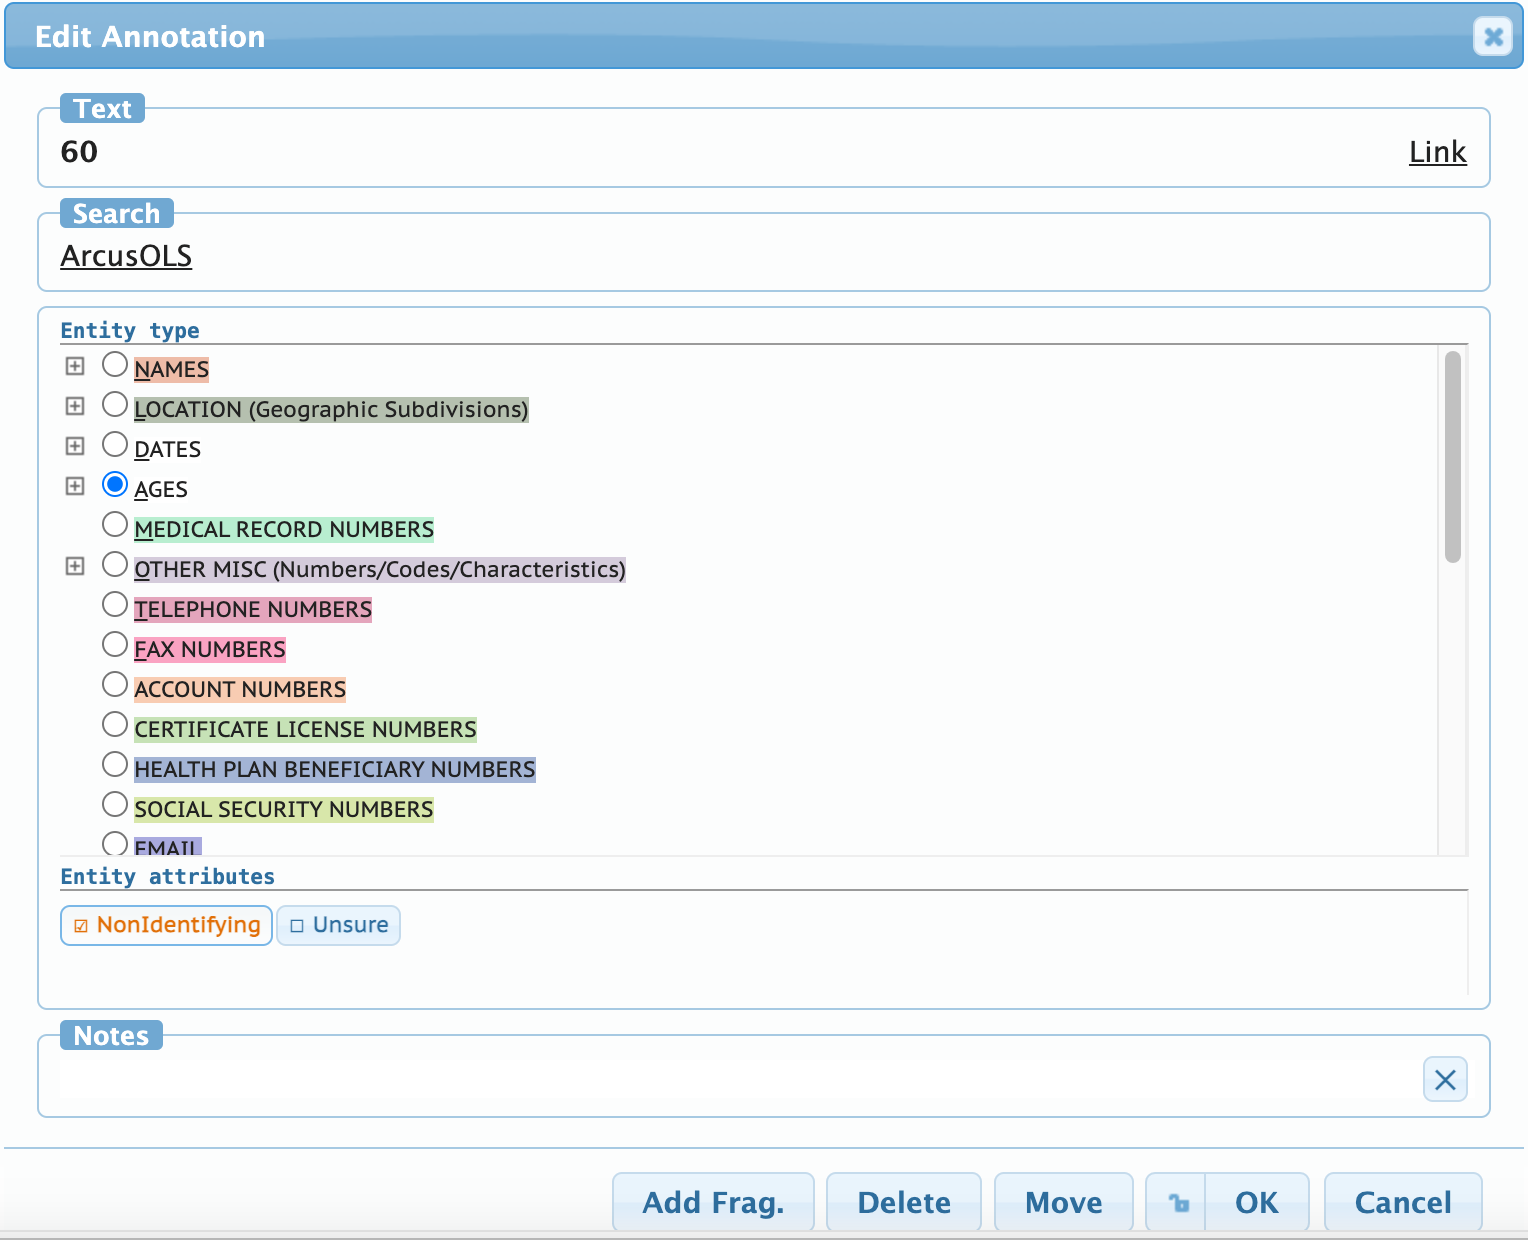 Edit Annotation
Text
60 Link
Search
ArcusOLS
Entity type
NAMES
LOCATION (Geographic Subdivisions)
DATES
AGES
MEDICAL RECORD NUMBERS
OTHER MISC (Numbers/Codes/Characteristics)
TELEPHONE NUMBERS
FAX NUMBERS
ACCOUNT NUMBERS
CERTIFICATE LICENSE NUMBERS
HEALTH PLAN BENEFICIARY NUMBERS
SOCIAL SECURITY NUMBERS
EMAIL
Entity attributes
NonIdentifying Unsure
Notes
Add Frag. Delete Move OK Cancel